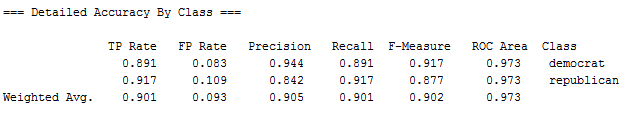 === Detailed Accuracy By Class ===
TP Rate FP Rate Precision Recall F-Measure ROC Area Class
0.891 0.083 0.944 0.891 0.917 0.973 democrat
0.917 0.109 0.842 0.917 0.877 0.973 republican
Weighted Avg. 0.901 0.093 0.905 0.901 0.902 0.973